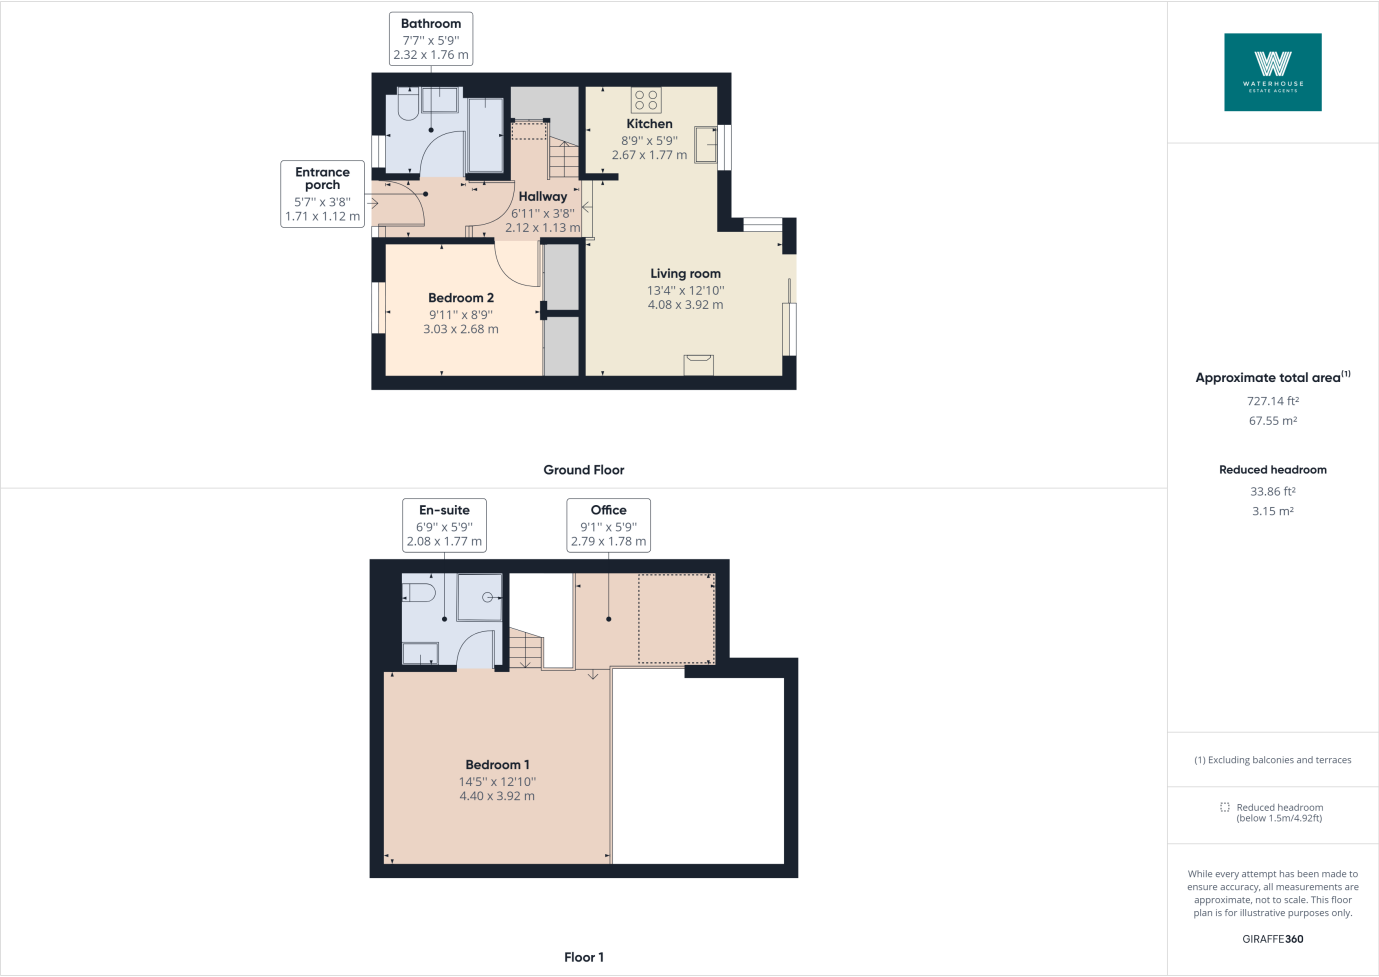 Bathroom
7'7'' x 5'9''
2.32 x 1.76 m
Entrance
porch
5'7'' x 3'8''
1.71 x 1.12 m
Kitchen
8'9'' x 5'9''
2.67 x 1.77 m
Hallway
6'11'' x 3'8''
2.12 x 1.13 m
Living room
13'4'' x 12'10''
4.08 x 3.92 m
Bedroom 2
9'11'' x 8'9''
3.03 x 2.68 m
Ground Floor
En-suite
6'9'' x 5'9''
2.08 x 1.77 m
Office
9'1'' x 5'9''
2.79 x 1.78 m
Bedroom 1
14'5'' x 12'10''
4.40 x 3.92 m
Floor 1
WATERHOUSE
ESTATE AGENTS
Approximate total area(1)
727.14 ft²
67.55 m²
Reduced headroom
33.86 ft²
3.15 m²
(1) Excluding balconies and terraces
Reduced headroom
(below 1.5m/4.92ft)
While every attempt has been made to
ensure accuracy, all measurements are
approximate, not to scale. This floor
plan is for illustrative purposes only.
GIRAFFE360